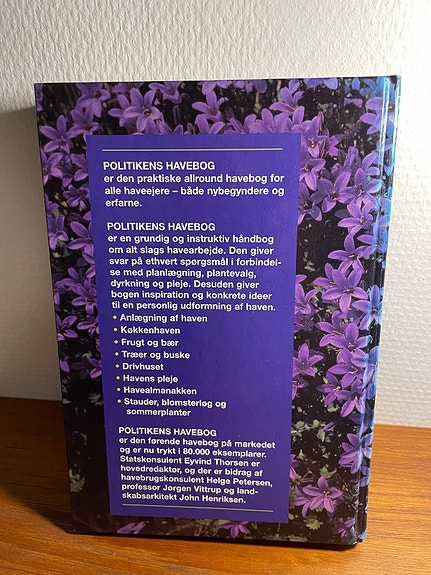 POLITIKENS HAVEBOG
er den praktiske allround havebog for
alle haveejere – både nybegyndere og
erfarne.
POLITIKENS HAVEBOG
er en grundig og instruktiv håndbog
om alt slags havearbejde. Den giver
svar på ethvert spørgsmål i forbindel-
se med planlægning, plantevalg,
dyrkning og pleje. Desuden giver
bogen inspiration og konkrete ideer
til en personlig udformning af haven.
• Anlægning af haven
• Køkkenhaven
• Frugt og bær
• Træer og buske
• Drivhuset
• Havens pleje
• Havealmanakken
• Stauder, blomsterløg og
sommerplanter
POLITIKENS HAVEBOG
er den førende havebog på markedet
og er nu trykt i 80.000 eksemplarer.
Statskonsulent Eyvind Thorsen er
hovedredaktør, og der er bidrag af
havebrugskonsulent Helge Petersen,
professor Jørgen Vittrup og land-
skabsarkitekt John Henriksen.